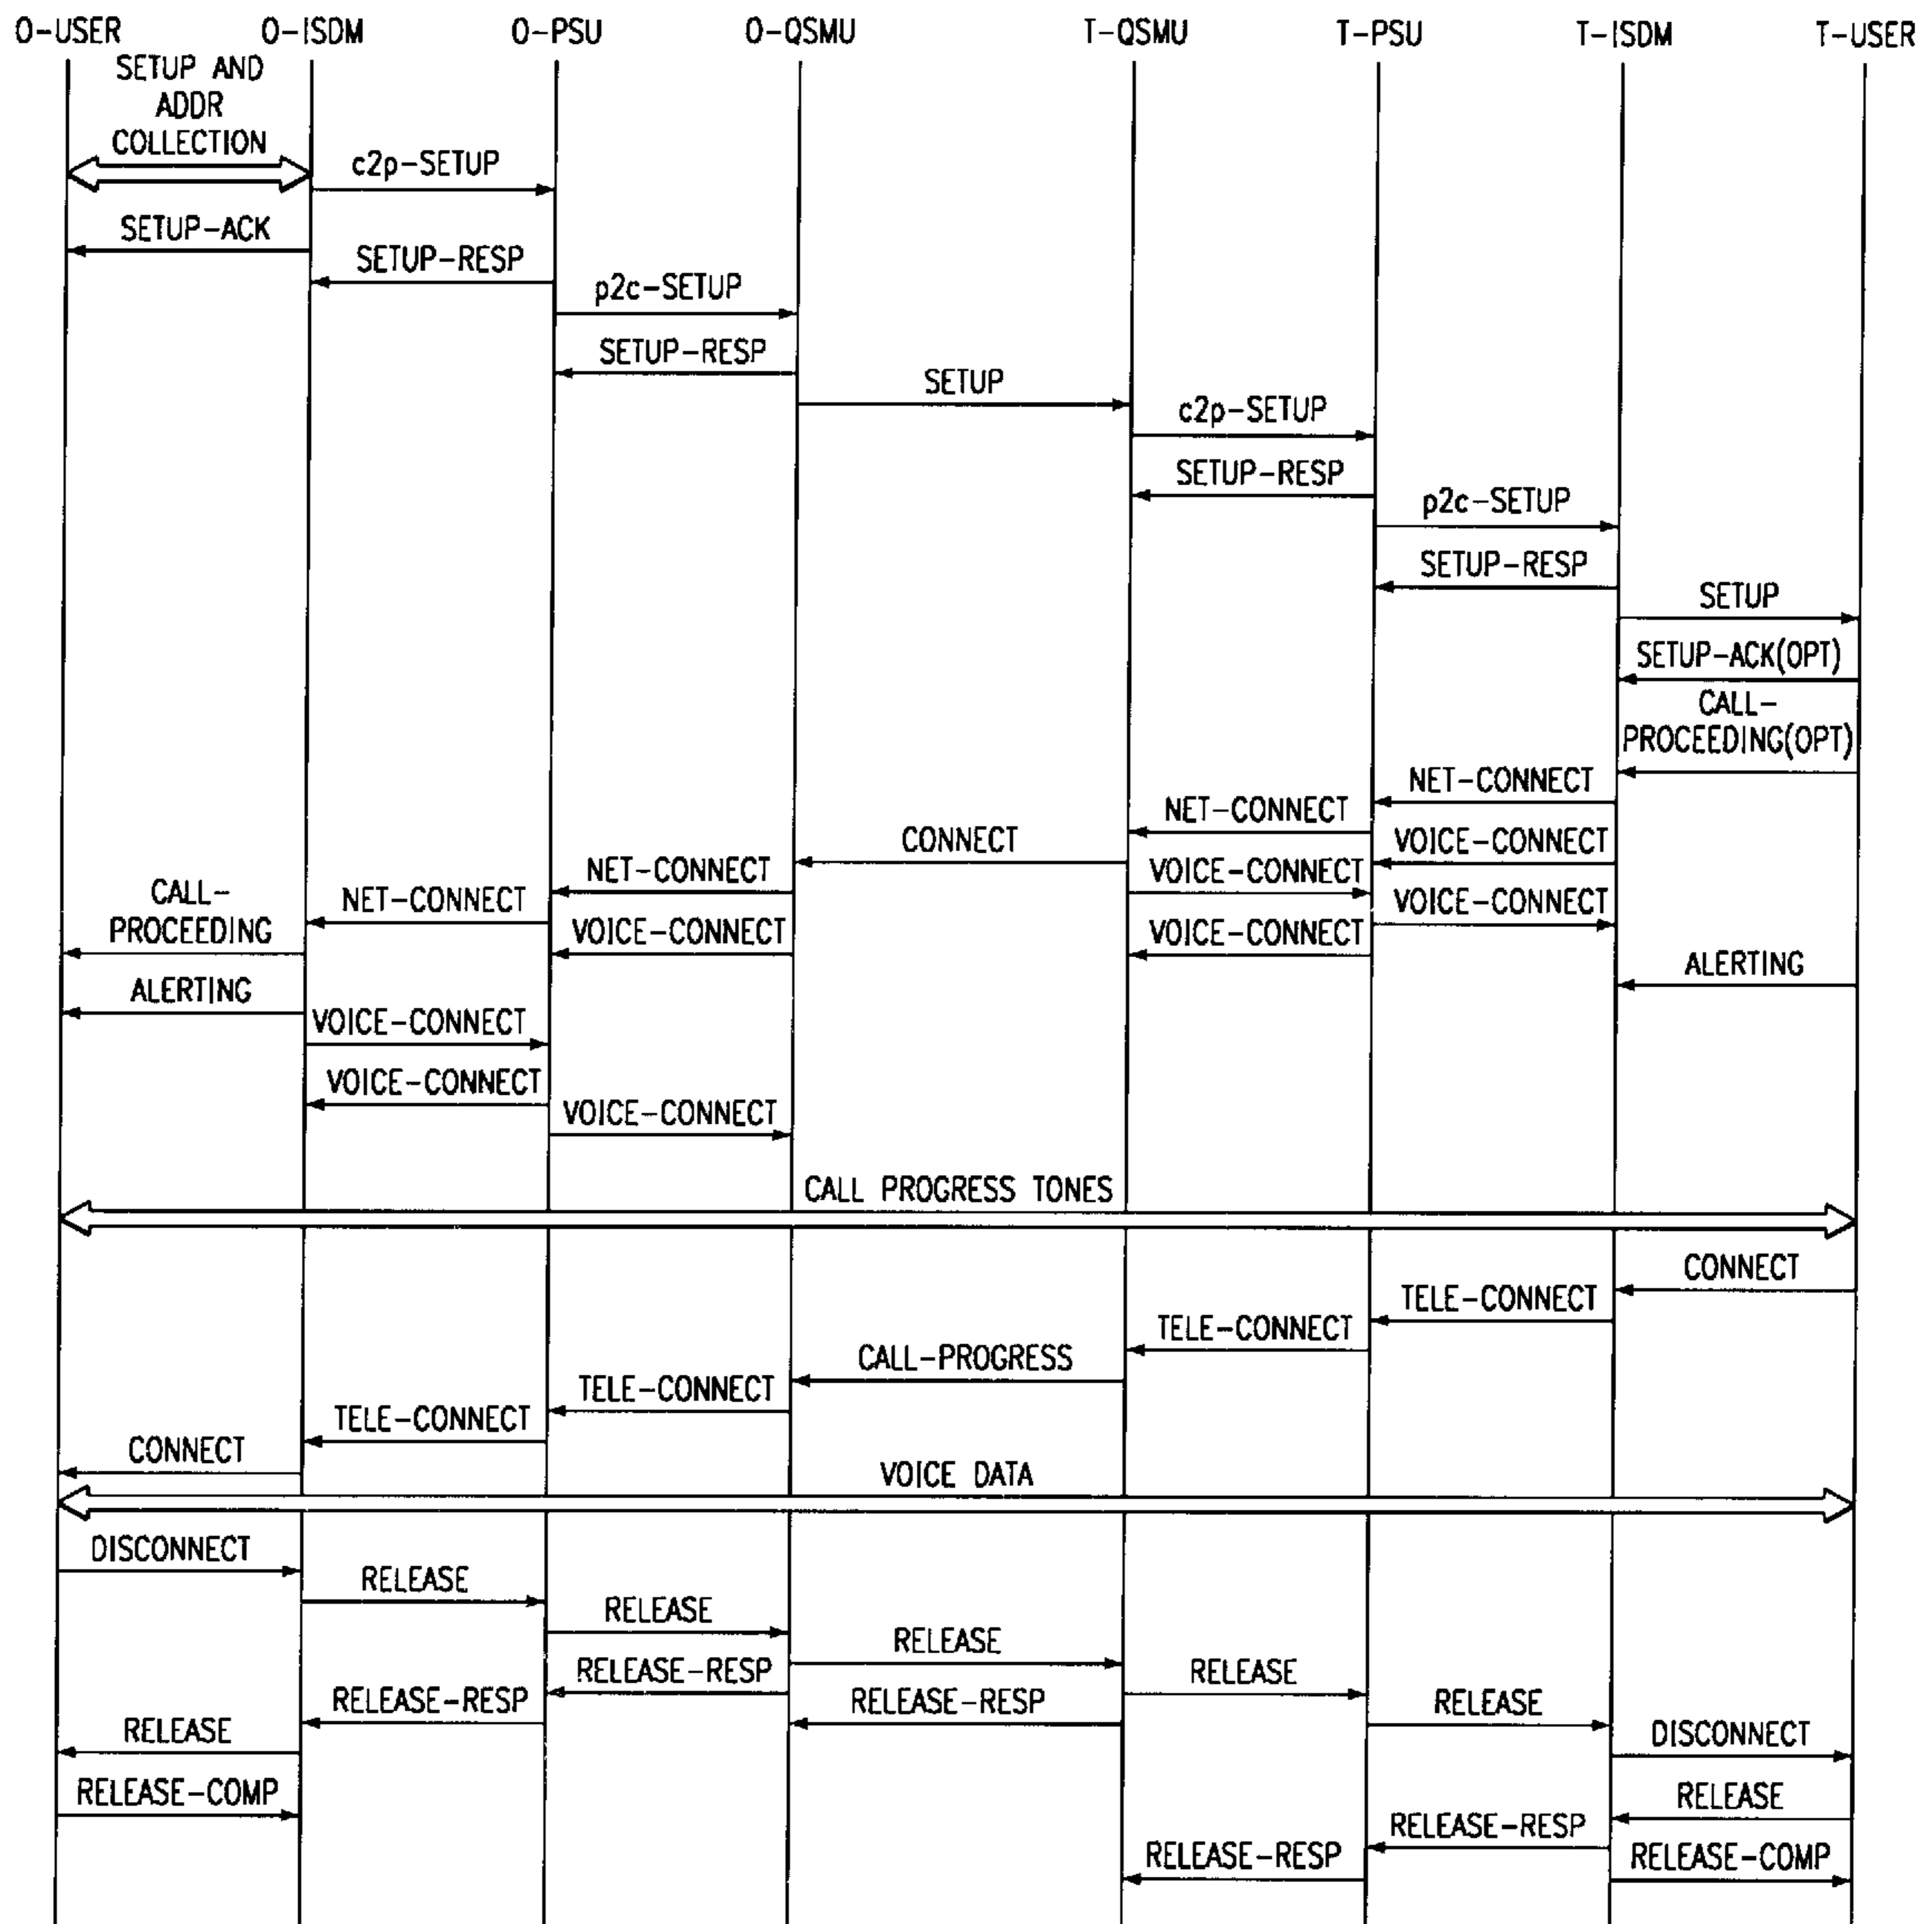 O-USER O-ISDM O-PSU O-QSMU T-QSMU T-PSU T-ISDM T-USER
SETUP AND
ADDR
COLLECTION
c2p-SETUP
SETUP-ACK
SETUP-RESP
p2c-SETUP
SETUP-RESP
SETUP
c2p-SETUP
SETUP-RESP
p2c-SETUP
SETUP-RESP
SETUP
SETUP-ACK(OPT)
CALL-
PROCEEDING(OPT)
NET-CONNECT
NET-CONNECT
VOICE-CONNECT
CONNECT
NET-CONNECT
VOICE-CONNECT
CALL-
PROCEEDING
NET-CONNECT
VOICE-CONNECT
VOICE-CONNECT
VOICE-CONNECT
ALERTING
ALERTING
VOICE-CONNECT
VOICE-CONNECT
VOICE-CONNECT
CALL PROGRESS TONES
CONNECT
TELE-CONNECT
TELE-CONNECT
CALL-PROGRESS
TELE-CONNECT
TELE-CONNECT
CONNECT
VOICE DATA
DISCONNECT
RELEASE
RELEASE
RELEASE
RELEASE-RESP
RELEASE
RELEASE-RESP
RELEASE-RESP
RELEASE
RELEASE
DISCONNECT
RELEASE-COMP
RELEASE
RELEASE-RESP
RELEASE-RESP
RELEASE-COMP